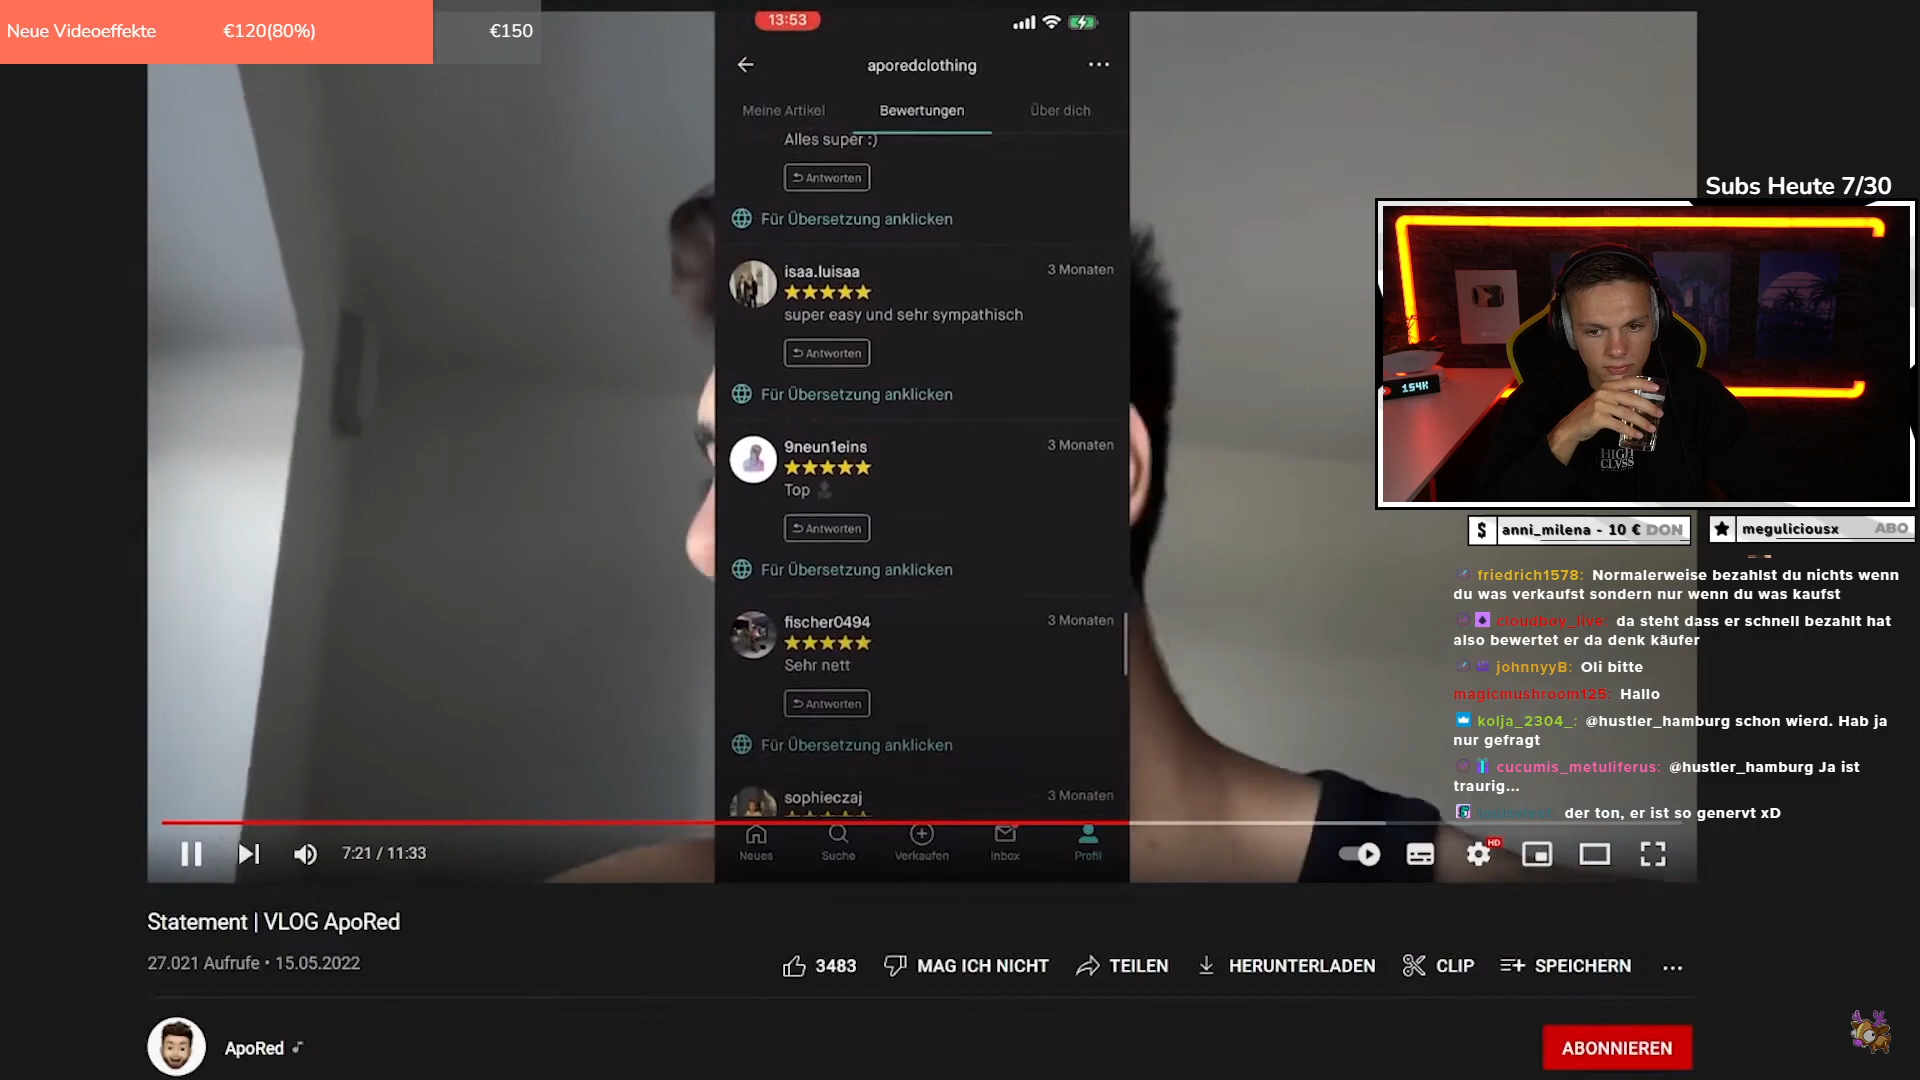 Neue Videoeffekte €120(80%) €150
13:53
aporedclothing
Meine Artikel Bewertungen Über dich
Alles super :)
Antworten
Für Übersetzung anklicken
isaa.luisaa 3 Monaten
super easy und sehr sympathisch
Antworten
Für Übersetzung anklicken
9neun1eins 3 Monaten
Top
Antworten
Für Übersetzung anklicken
fischer0494 3 Monaten
Sehr nett
Antworten
Für Übersetzung anklicken
sophieczaj 3 Monaten
Neues Suche Verkaufen Inbox Profil
7:21 / 11:33
HD
Statement | VLOG ApoRed
27.021 Aufrufe • 15.05.2022
3483 MAG ICH NICHT TEILEN HERUNTERLADEN CLIP SPEICHERN
ApoRed
ABONNIEREN
Subs Heute 7/30
154K
HIGH
CLVSS
$ anni_milena - 10 € DON
meguliciousx ABO
friedrich1578: Normalerweise bezahlst du nichts wenn
du was verkaufst sondern nur wenn du was kaufst
cloudboy_live: da steht dass er schnell bezahlt hat
also bewertet er da denk käufer
johnnyyB: Oli bitte
magicmushroom125: Hallo
kolja_2304_: @hustler_hamburg schon wierd. Hab ja
nur gefragt
cucumis_metuliferus: @hustler_hamburg Ja ist
traurig...
der ton, er ist so genervt xD